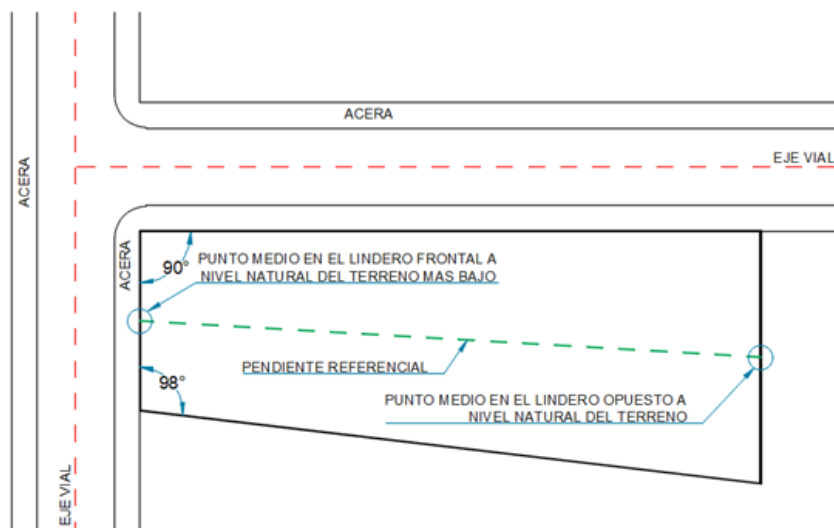 ACERA
EJE VIAL
ACERA
ACERA
90°
PUNTO MEDIO EN EL LINDERO FRONTAL A
NIVEL NATURAL DEL TERRENO MAS BAJO
PENDIENTE REFERENCIAL
98°
PUNTO MEDIO EN EL LINDERO OPUESTO A
NIVEL NATURAL DEL TERRENO
EJE VIAL